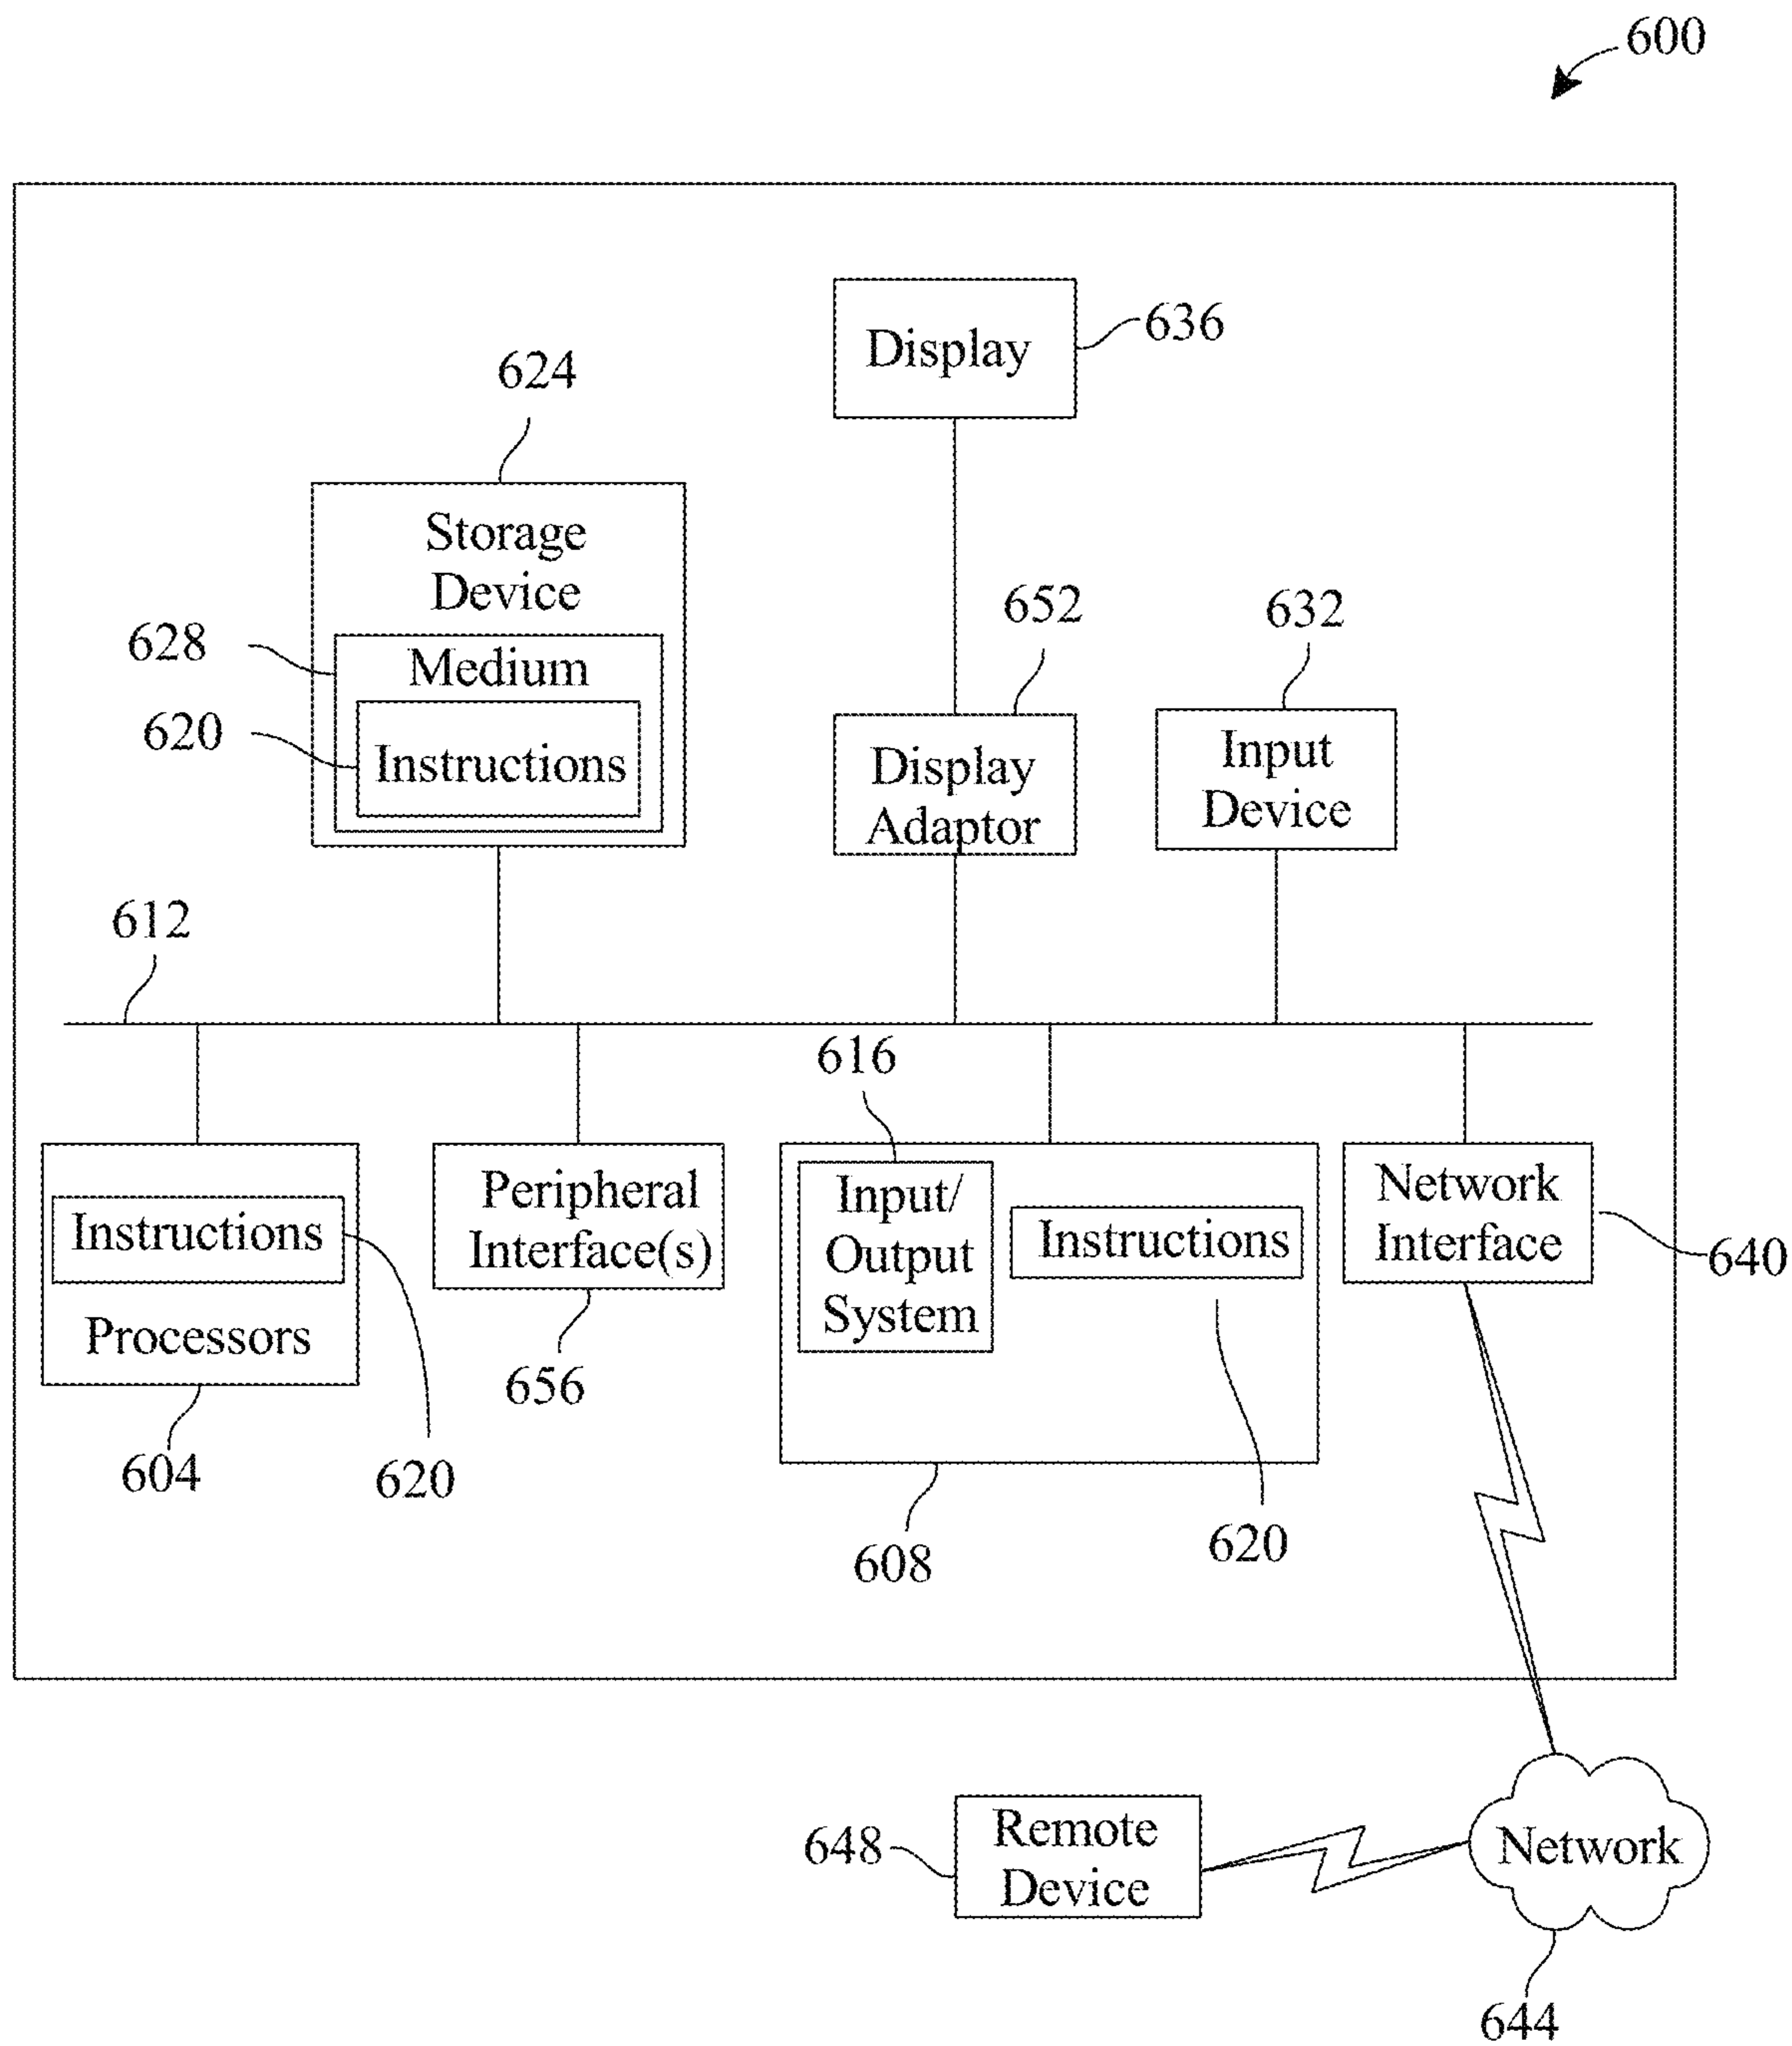 600
Display
636
624
Storage
Device
628
Medium
620
Instructions
652
Display
Adaptor
632
Input
Device
612
616
Instructions
Processors
604
620
Peripheral
Interface(s)
656
Input/
Output
System
Instructions
608
620
Network
Interface
640
648
Remote
Device
Network
644